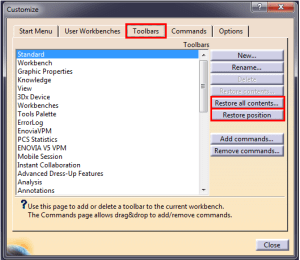 Customize
Start Menu
User Workbenches
Toolbars
Commands
Options
Toolbars
Standard
Workbench
Graphic Properties
Knowledge
View
3Dx Device
Workbenches
Tools Palette
ErrorLog
EnoviaVPM
PCS Statistics
ENOVIA V5 VPM
Mobile Session
Instant Collaboration
Advanced Dress-Up Features
Analysis
Annotations
New...
Rename...
Delete
Restore contents...
Restore all contents...
Restore position
Add commands...
Remove commands...
Use this page to add or delete a toolbar to the current workbench.
The Commands page allows drag&drop to add/remove commands.
Close